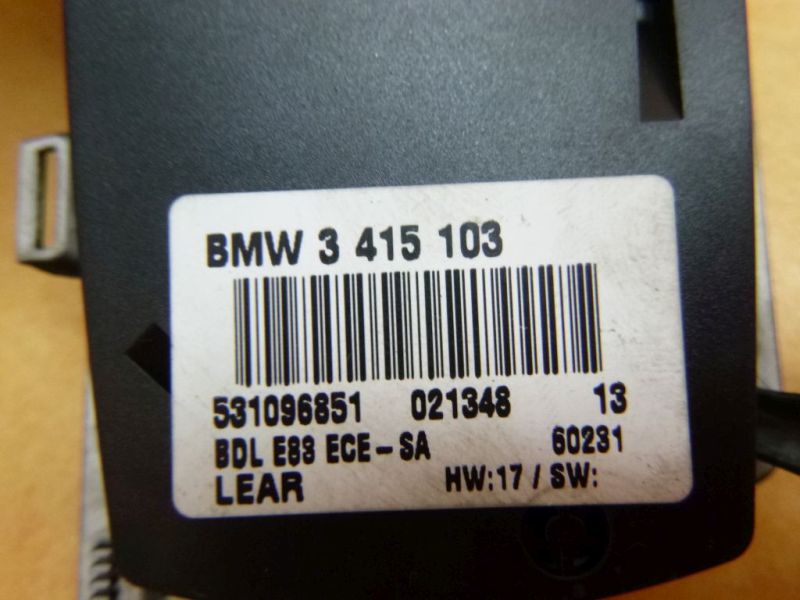 BMW 3 415 103
531096851 021348 13
BDL E83 ECE-SA 60231
LEAR HW:17 / SW: